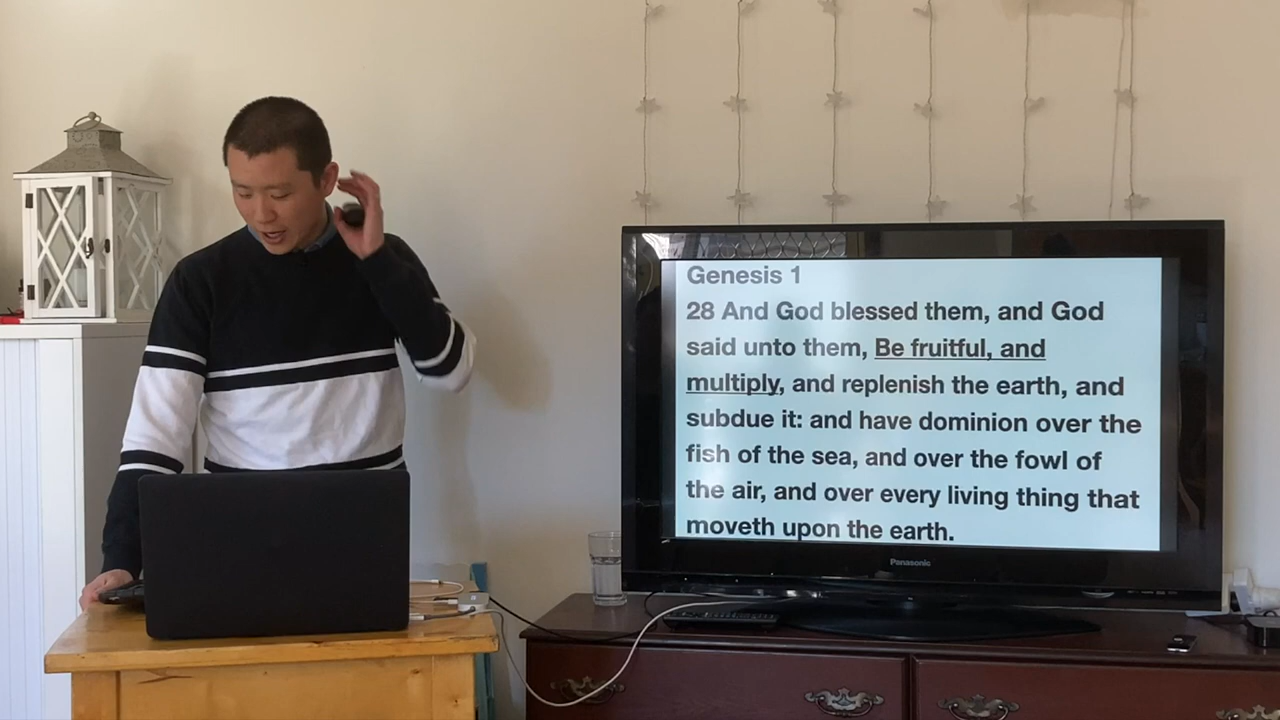 Genesis 1
28 And God blessed them, and God
said unto them, Be fruitful, and
multiply, and replenish the earth, and
subdue it: and have dominion over the
fish of the sea, and over the fowl of
the air, and over every living thing that
moveth upon the earth.
Panasonic